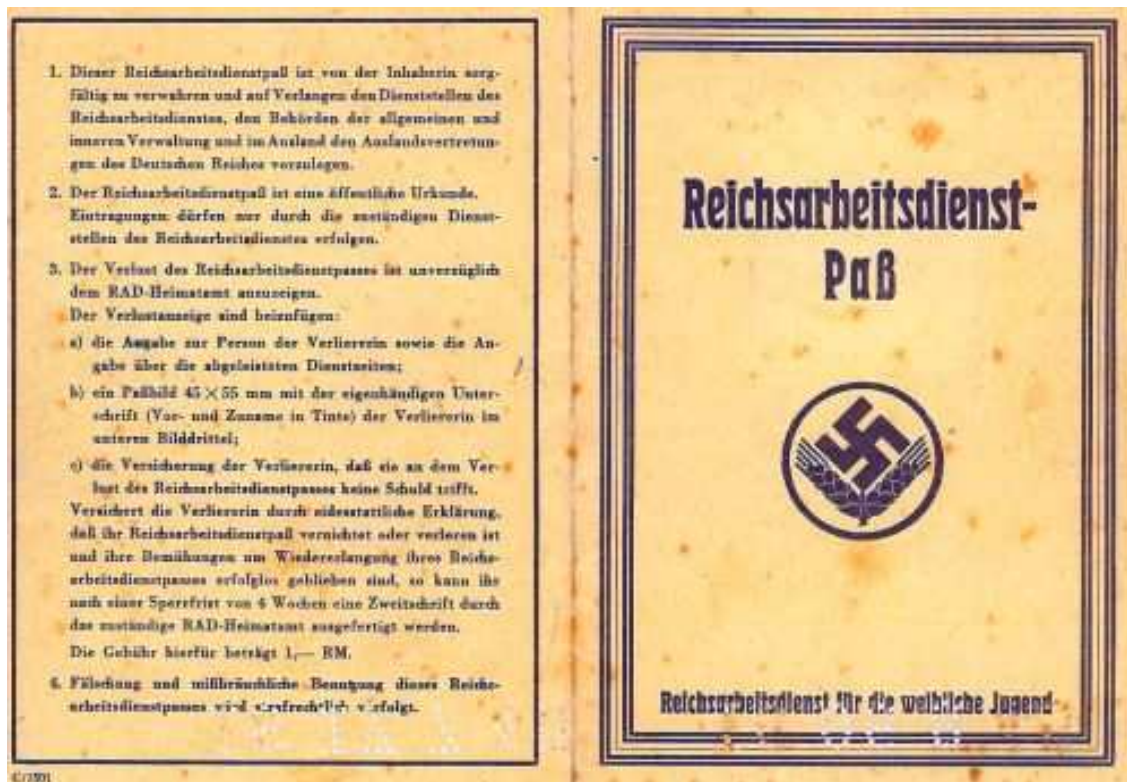 1. Dieser Reichsarbeitsdienstpaß ist von der Inhaberin sorg-
fältig zu verwahren und auf Verlangen den Dienststellen des
Reichsarbeitsdienstes, den Behörden der allgemeinen und
inneren Verwaltung und im Ausland den Auslandsvertretun-
gen des Deutschen Reiches vorzulegen.
2. Der Reichsarbeitsdienstpaß ist eine öffentliche Urkunde.
Eintragungen dürfen nur durch die zuständigen Dienst-
stellen des Reichsarbeitsdienstes erfolgen.
3. Der Verlust des Reichsarbeitsdienstpasses ist unverzüglich
dem RAD-Heimatamt anzuzeigen.
Der Verlustanzeige sind beizufügen:
a) die Angabe zur Person der Verliererin sowie die An-
gabe über die abgeleisteten Dienstzeiten;
b) ein Paßbild 45×55 mm mit der eigenhändigen Unter-
schrift (Vor- und Zuname in Tinte) der Verliererin im
unteren Bilddrittel;
c) die Versicherung der Verliererin, daß sie an dem Ver-
lust des Reichsarbeitsdienstpasses keine Schuld trifft.
Versichert die Verliererin durch eidesstattliche Erklärung,
daß ihr Reichsarbeitsdienstpaß vernichtet oder verloren ist
und ihre Bemühungen um Wiedererlangung ihres Reichs-
arbeitsdienstpasses erfolglos geblieben sind, so kann ihr
nach einer Sperrfrist von 6 Wochen eine Zweitschrift durch
das zuständige RAD-Heimatamt ausgefertigt werden.
Die Gebühr hierfür beträgt 1,— RM.
4. Fälschung und mißbräuchliche Benutzung dieses Reichs-
arbeitsdienstpasses wird strafrechtlich verfolgt.
Reichsarbeitsdienst-
Paß
Reichsarbeitsdienst für die weibliche Jugend